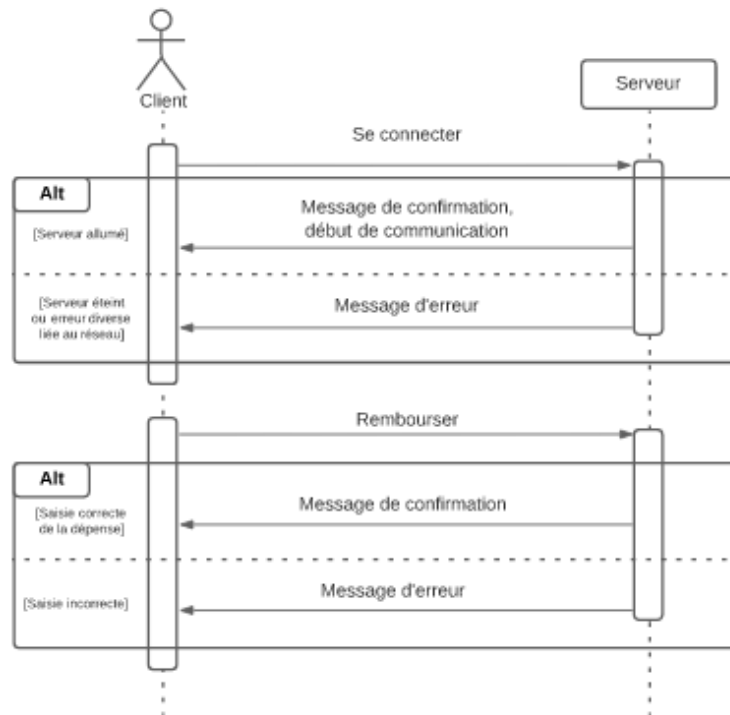 Client
Serveur
Se connecter
Alt
[Serveur allumé]
Message de confirmation,
début de communication
[Serveur éteint
ou erreur diverse
liée au réseau]
Message d'erreur
Rembourser
Alt
[Saisie correcte
de la dépense]
Message de confirmation
[Saisie incorrecte]
Message d'erreur